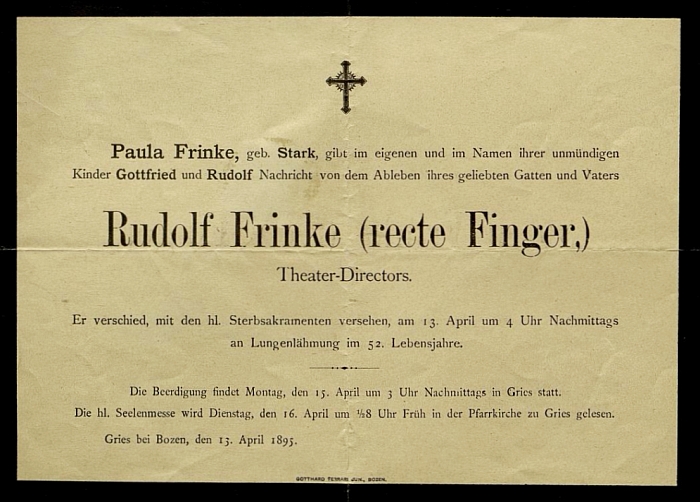 Paula Frinke, geb. Stark, gibt im eigenen und im Namen ihrer unmündigen
Kinder Gottfried und Rudolf Nachricht von dem Ableben ihres geliebten Gatten und Vaters
Rudolf Frinke (recte Finger,)
Theater-Directors.
Er verschied, mit den hl. Sterbsakramenten versehen, am 13. April um 4 Uhr Nachmittags
an Lungenlähmung im 52. Lebensjahre.
Die Beerdigung findet Montag, den 15. April um 3 Uhr Nachmittags in Gries statt.
Die hl. Seelenmesse wird Dienstag, den 16. April um ½8 Uhr Früh in der Pfarrkirche zu Gries gelesen.
Gries bei Bozen, den 13. April 1895.
GOTTHARD FERRARI JUN., BOZEN.